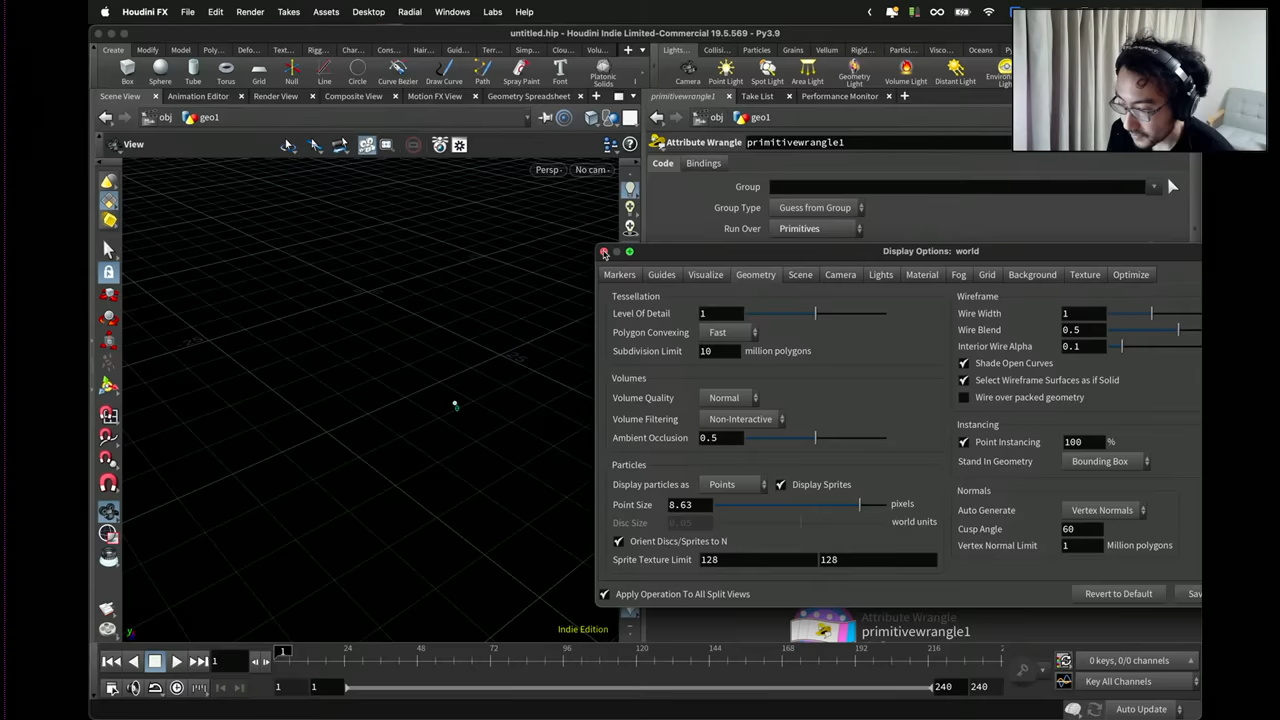 Houdini FX File Edit Render Takes Assets Desktop Radial Windows Labs Help
untitled.hip - Houdini Indie Limited-Commercial 19.5.569 - Py3.9
Create Modify Model Poly... Defo... Text... Rigg... Char... Cons... Hair... Guid... Terr... Simp... Clou... Volu...
Lights... Collisi... Particles Grains Vellum Rigid... Particl... Visco... Oceans
Box Sphere Tube Torus Grid Null Line Circle Curve Bezier Draw Curve Path Spray Paint Font Platonic Solids
Camera Point Light Spot Light Area Light Geometry Light Volume Light Distant Light Environ... Lig
Scene View Animation Editor Render View Composite View Motion FX View Geometry Spreadsheet
primitivewrangle1 Take List Performance Monitor
obj geo1
obj geo1
View
Attribute Wrangle primitivewrangle1
Code Bindings
Persp No cam
Group
Group Type Guess from Group
Run Over Primitives
Display Options: world
Markers Guides Visualize Geometry Scene Camera Lights Material Fog Grid Background Texture Optimize
Tessellation
Level Of Detail 1
Polygon Convexing Fast
Subdivision Limit 10 million polygons
Volumes
Volume Quality Normal
Volume Filtering Non-Interactive
Ambient Occlusion 0.5
Particles
Display particles as Points Display Sprites
Point Size 8.63 pixels
Disc Size 0.05 world units
Orient Discs/Sprites to N
Sprite Texture Limit 128 128
Wireframe
Wire Width 1
Wire Blend 0.5
Interior Wire Alpha 0.1
Shade Open Curves
Select Wireframe Surfaces as if Solid
Wire over packed geometry
Instancing
Point Instancing 100 %
Stand In Geometry Bounding Box
Normals
Auto Generate Vertex Normals
Cusp Angle 60
Vertex Normal Limit 1 Million polygons
Apply Operation To All Split Views Revert to Default Sav
Indie Edition
Attribute Wrangle
primitivewrangle1
1 1 24 48 72 96 120 144 168 192 216 2
0 keys, 0/0 channels
1 1 240 240 Key All Channels
Auto Update